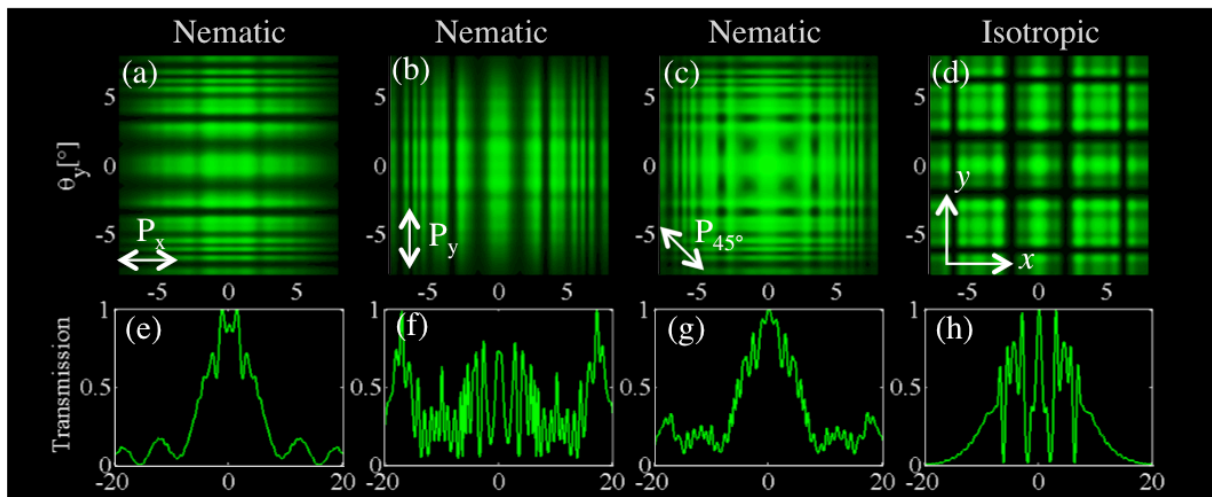 Nematic Nematic Nematic Isotropic
(a) (b) (c) (d)
5 5 5 5
θy[°] 0 0 0 0
y
Px Py P45° x
-5 -5 -5 -5
-5 0 5 -5 0 5 -5 0 5 -5 0 5
1 (e) 1 (f) 1 (g) 1 (h)
Transmission 0.5 0.5 0.5 0.5
0 0 0 0
-20 0 20 -20 0 20 -20 0 20 -20 0 20